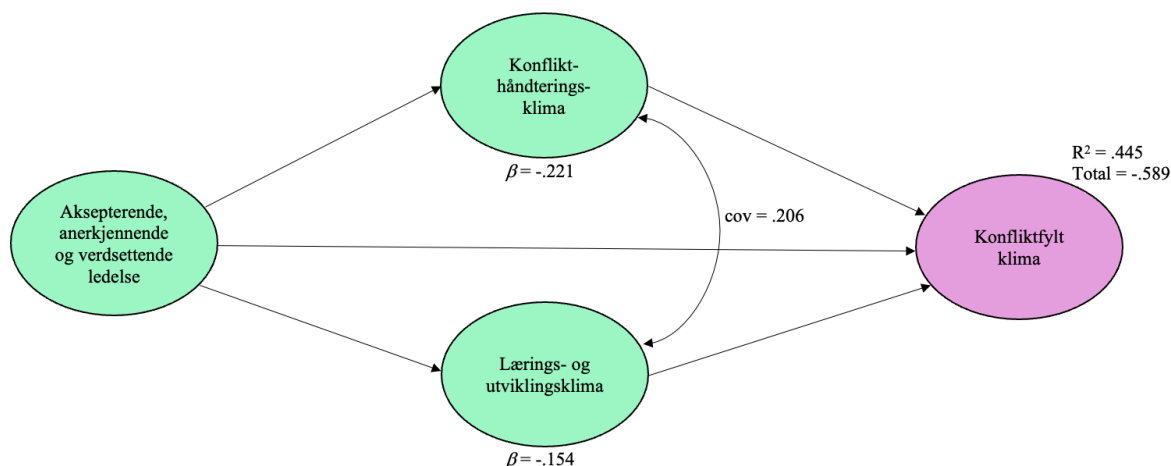 Konflikt-
håndterings-
klima
β = -.221
R² = .445
Total = -.589
Aksepterende,
anerkjennende
og verdsettende
ledelse
cov = .206
Konfliktfylt
klima
Lærings- og
utviklingsklima
β = -.154